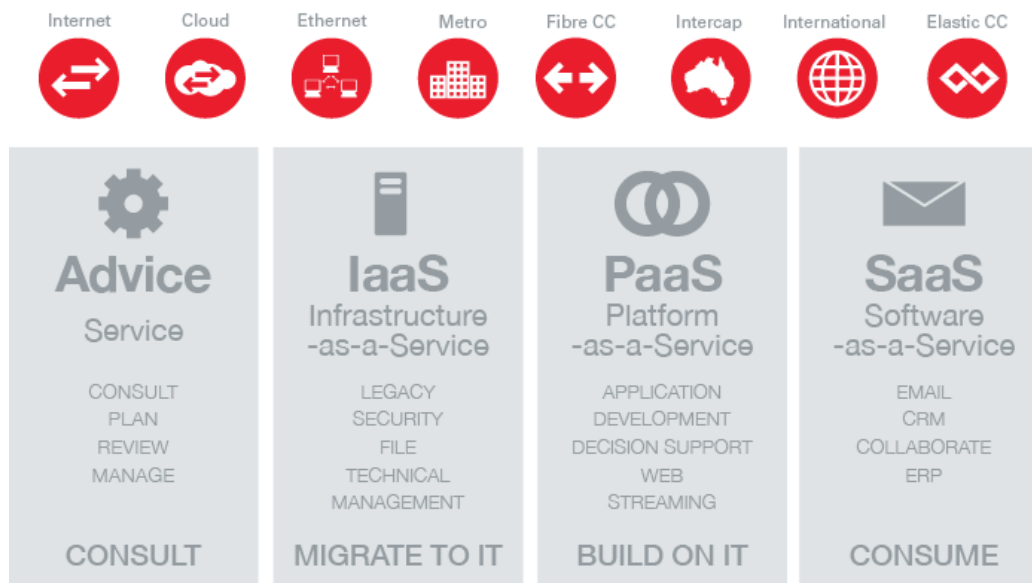 Internet
Cloud
Ethernet
Metro
Fibre CC
Intercap
International
Elastic CC
Advice
Service
CONSULT
PLAN
REVIEW
MANAGE
CONSULT
IaaS
Infrastructure
-as-a-Service
LEGACY
SECURITY
FILE
TECHNICAL
MANAGEMENT
MIGRATE TO IT
PaaS
Platform
-as-a-Service
APPLICATION
DEVELOPMENT
DECISION SUPPORT
WEB
STREAMING
BUILD ON IT
SaaS
Software
-as-a-Service
EMAIL
CRM
COLLABORATE
ERP
CONSUME